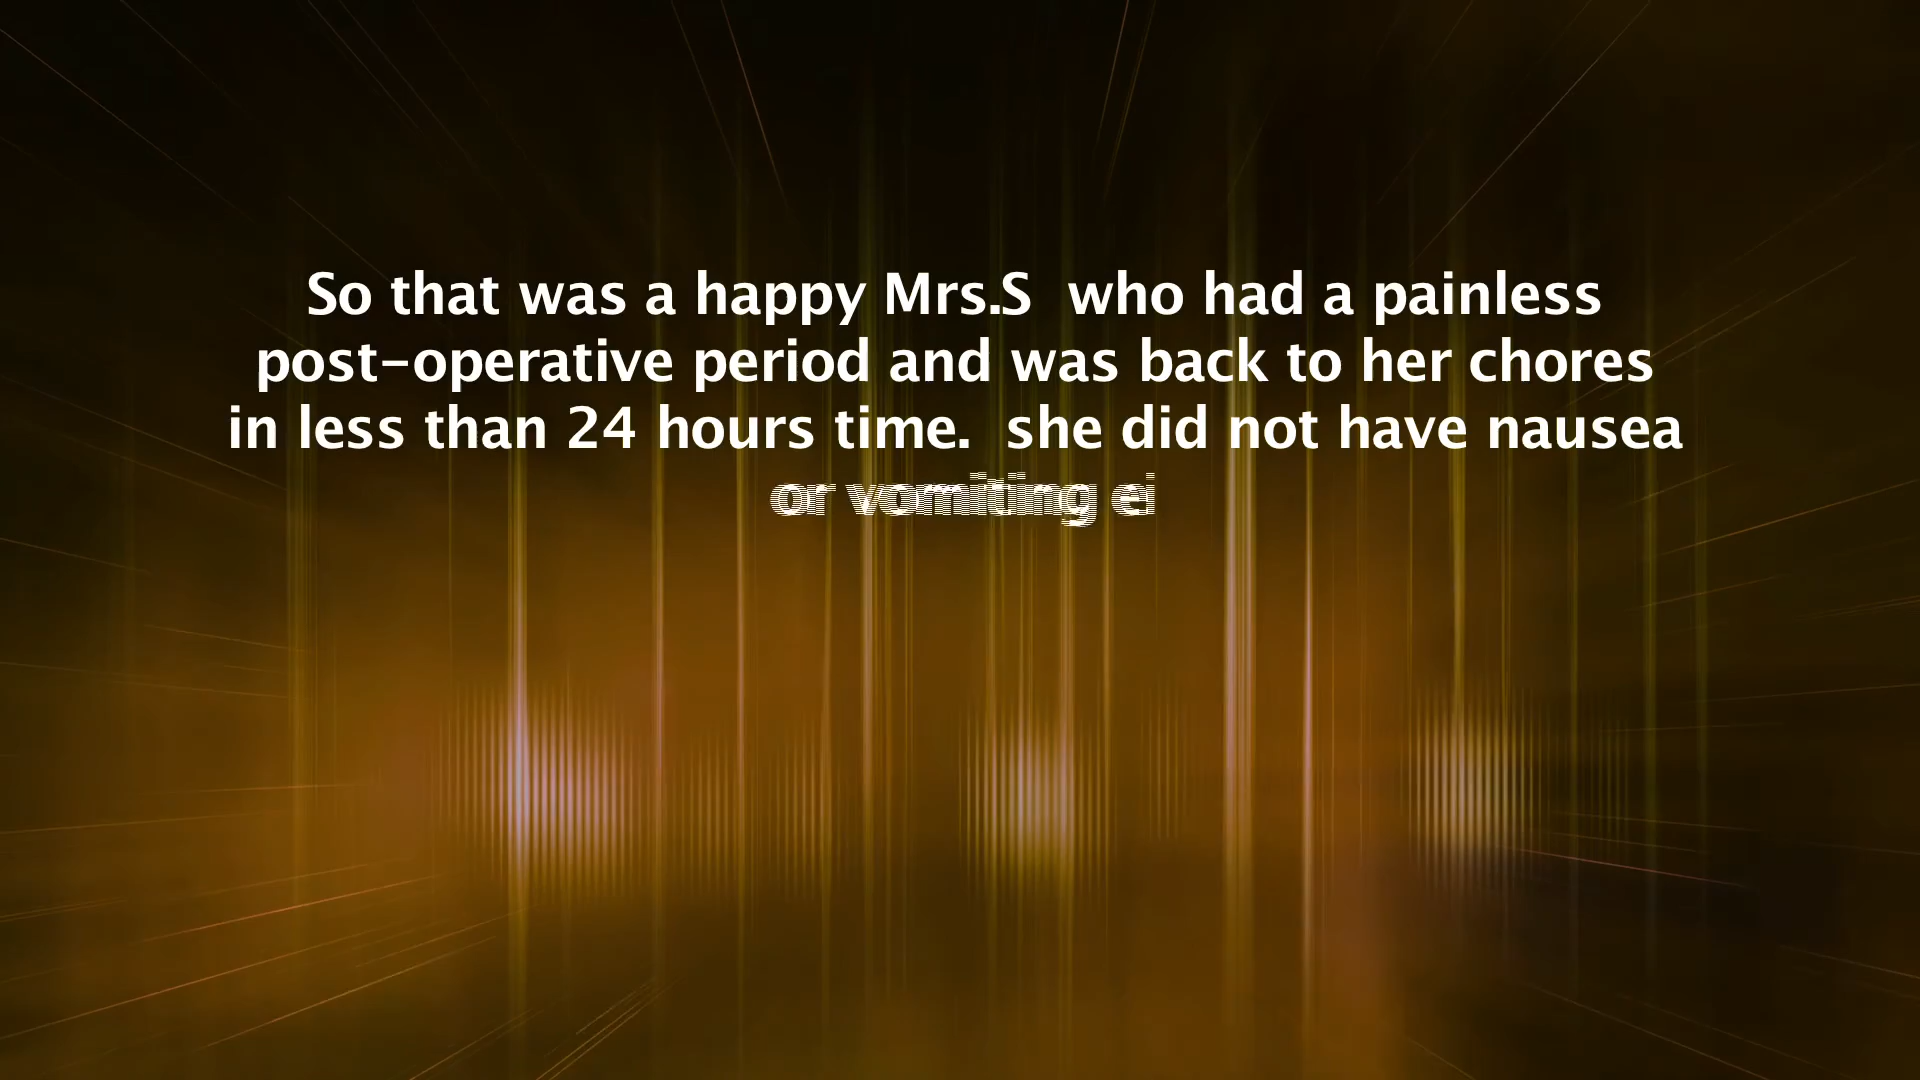 So that was a happy Mrs.S  who had a painless
post-operative period and was back to her chores
in less than 24 hours time.  she did not have nausea
or vomiting ei